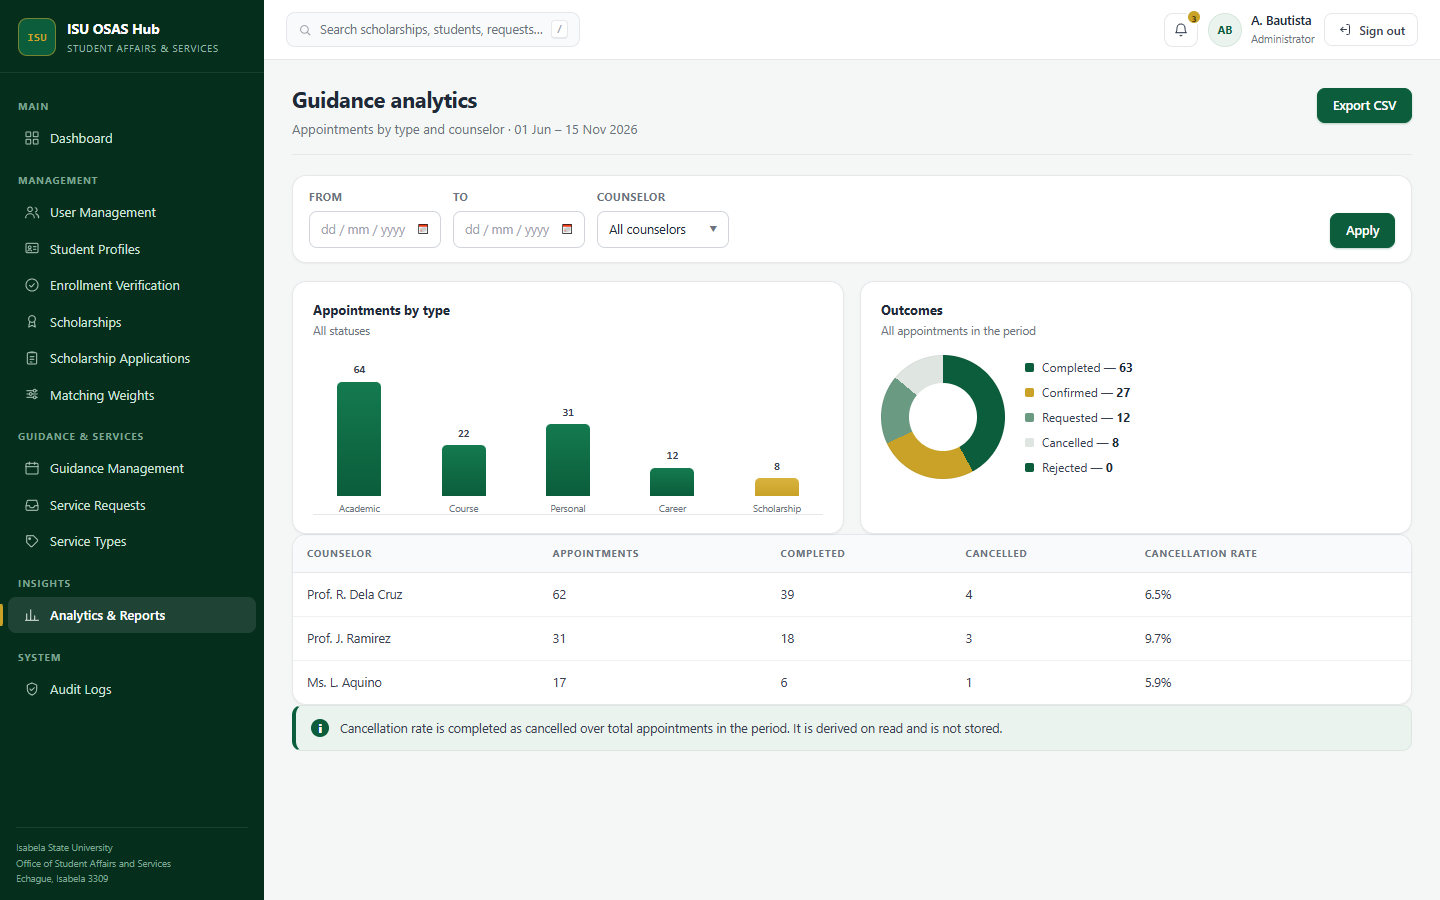 ISU
ISU OSAS Hub
STUDENT AFFAIRS & SERVICES
MAIN
Dashboard
MANAGEMENT
User Management
Student Profiles
Enrollment Verification
Scholarships
Scholarship Applications
Matching Weights
GUIDANCE & SERVICES
Guidance Management
Service Requests
Service Types
INSIGHTS
Analytics & Reports
SYSTEM
Audit Logs
Isabela State University
Office of Student Affairs and Services
Echague, Isabela 3309
Search scholarships, students, requests... /
3
AB
A. Bautista
Administrator
Sign out
Guidance analytics
Appointments by type and counselor · 01 Jun – 15 Nov 2026
Export CSV
FROM TO COUNSELOR
dd / mm / yyyy dd / mm / yyyy All counselors
Apply
Appointments by type
All statuses
64 22 31 12 8
Academic Course Personal Career Scholarship
Outcomes
All appointments in the period
Completed — 63
Confirmed — 27
Requested — 12
Cancelled — 8
Rejected — 0
COUNSELOR APPOINTMENTS COMPLETED CANCELLED CANCELLATION RATE
Prof. R. Dela Cruz 62 39 4 6.5%
Prof. J. Ramirez 31 18 3 9.7%
Ms. L. Aquino 17 6 1 5.9%
Cancellation rate is completed as cancelled over total appointments in the period. It is derived on read and is not stored.